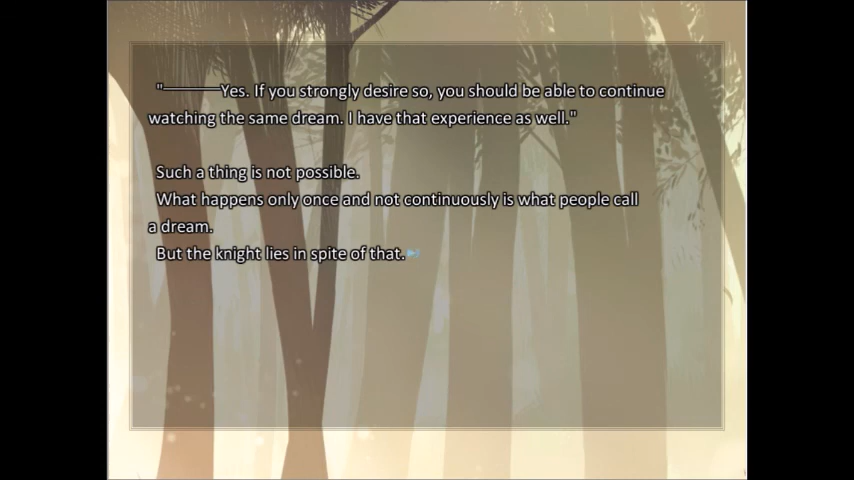 "―――Yes. If you strongly desire so, you should be able to continue
watching the same dream. I have that experience as well."
Such a thing is not possible.
What happens only once and not continuously is what people call
a dream.
But the knight lies in spite of that.